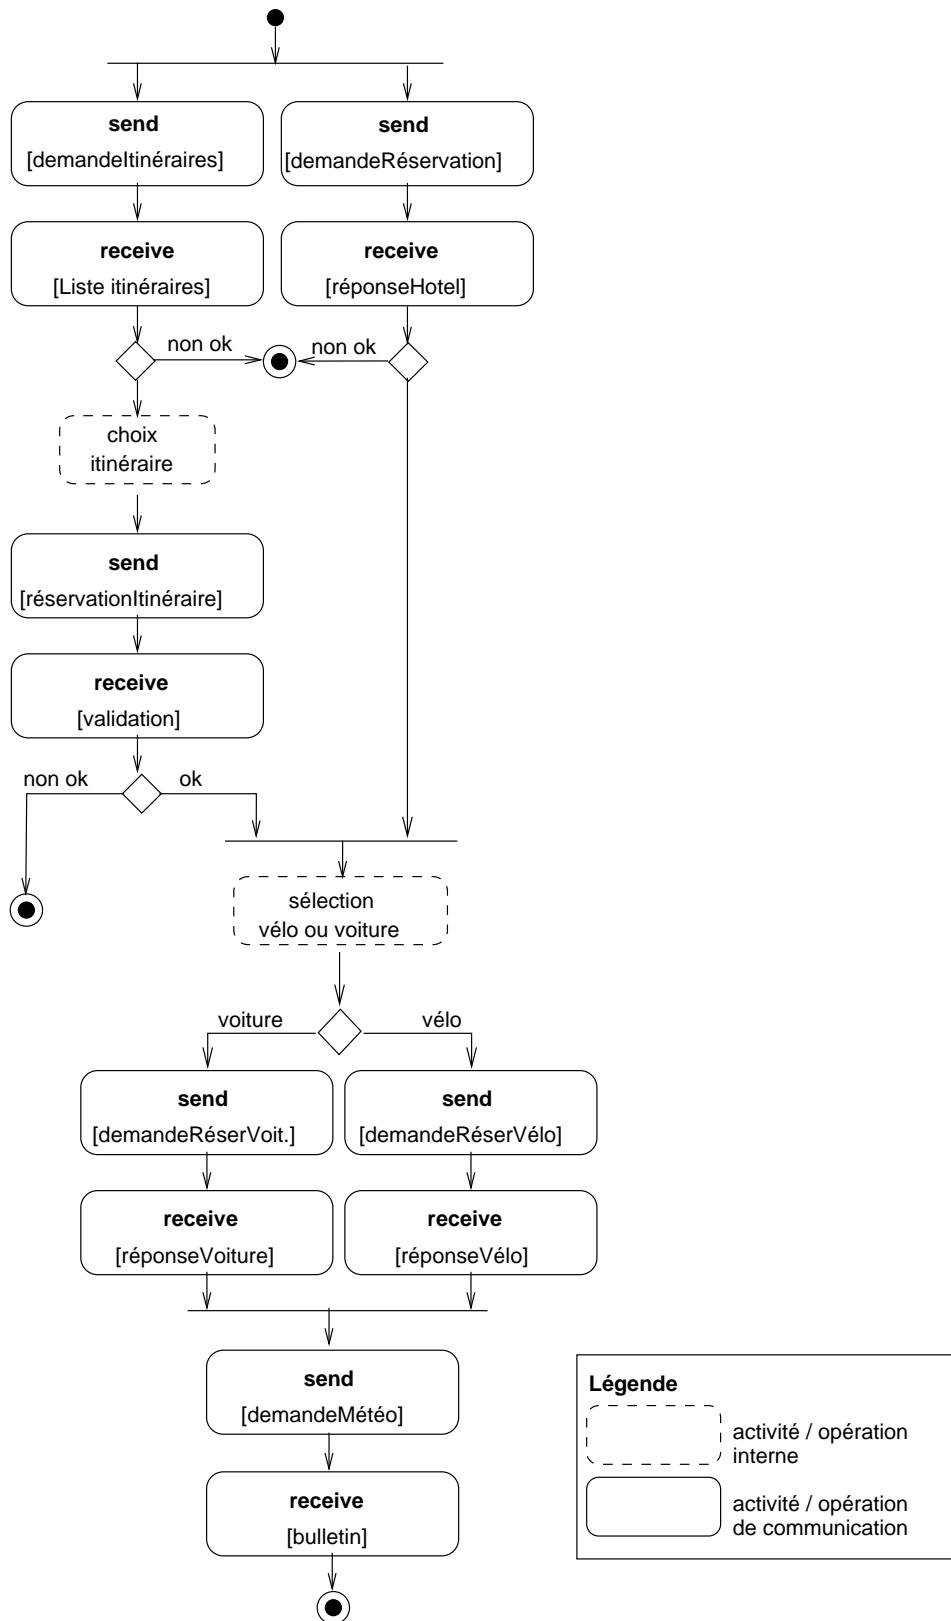 send
[demandeItinéraires]
send
[demandeRéservation]
receive
[Liste itinéraires]
receive
[réponseHotel]
non ok
non ok
choix
itinéraire
send
[réservationItinéraire]
receive
[validation]
non ok
ok
sélection
vélo ou voiture
voiture
vélo
send
[demandeRéserVoit.]
send
[demandeRéserVélo]
receive
[réponseVoiture]
receive
[réponseVélo]
send
[demandeMétéo]
receive
[bulletin]
Légende
activité / opération
interne
activité / opération
de communication